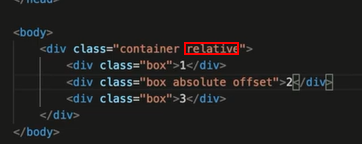 </head>
<body>
<div class="container relative">
<div class="box">1</div>
<div class="box absolute offset">2</div>
<div class="box">3</div>
</div>
</body>